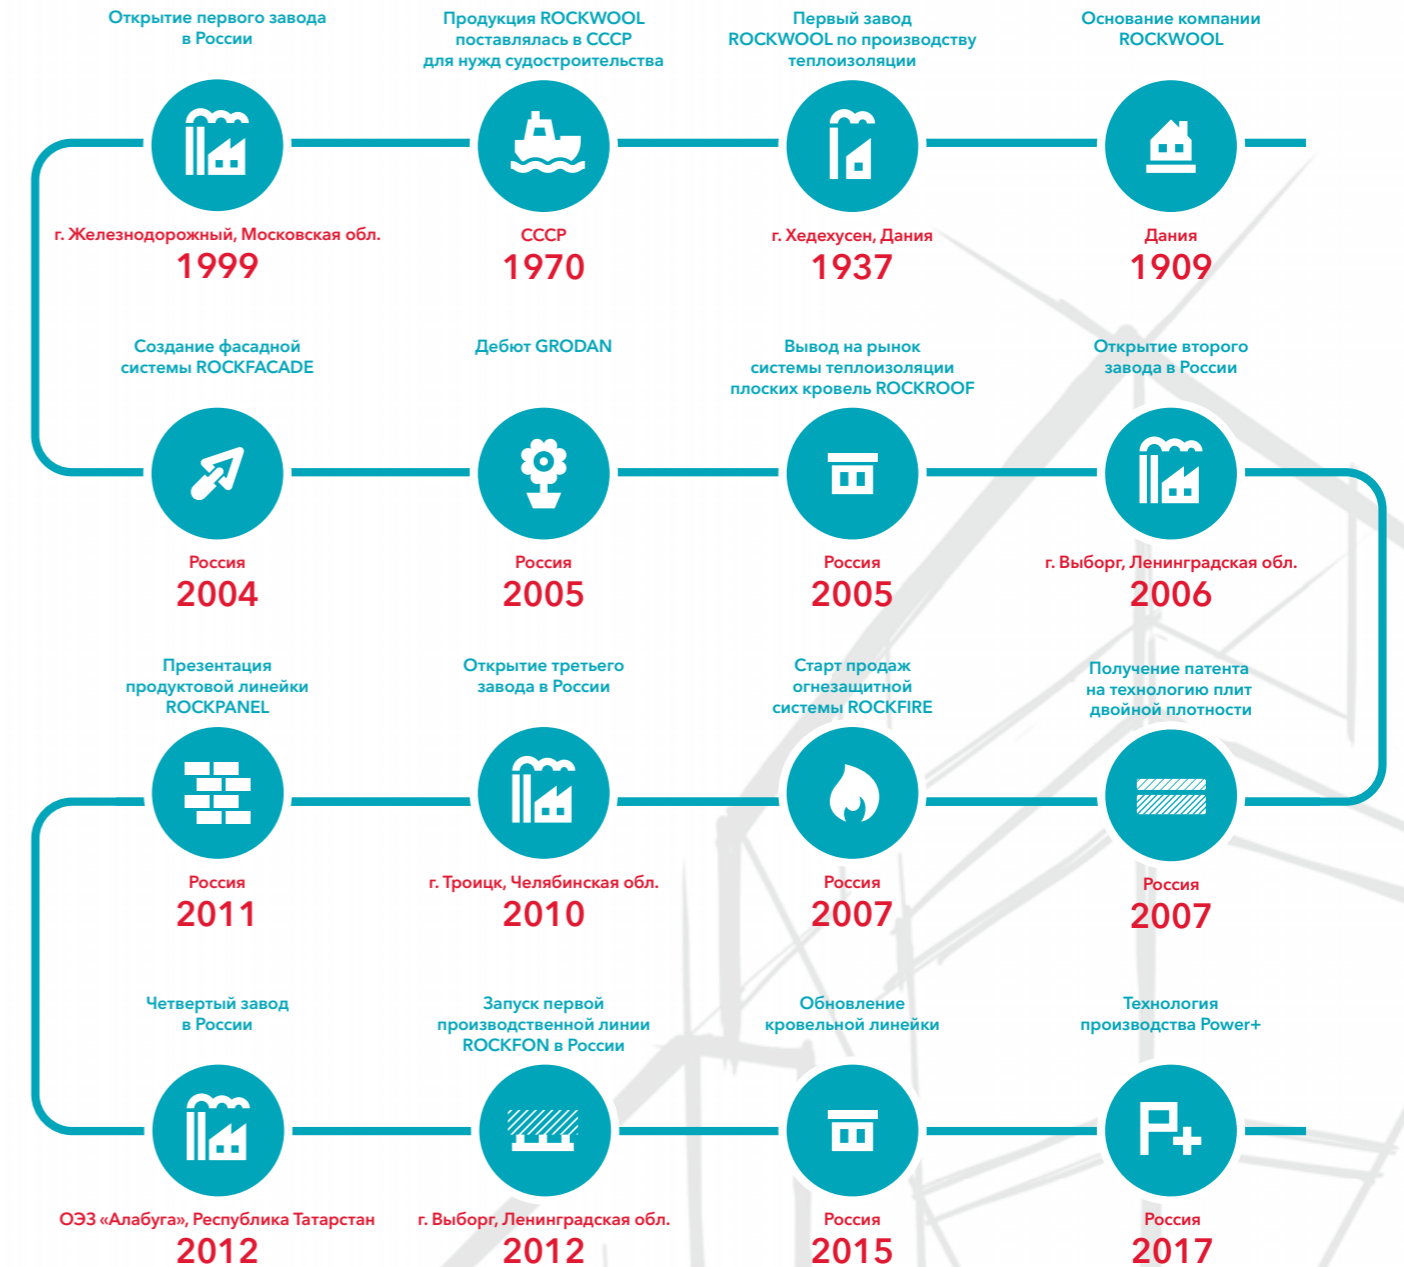 Открытие первого завода
в России
г. Железнодорожный, Московская обл.
1999
Продукция ROCKWOOL
поставлялась в СССР
для нужд судостроительства
СССР
1970
Первый завод
ROCKWOOL по производству
теплоизоляции
г. Хедехусен, Дания
1937
Основание компании
ROCKWOOL
Дания
1909
Создание фасадной
системы ROCKFACADE
Россия
2004
Дебют GRODAN
Россия
2005
Вывод на рынок
системы теплоизоляции
плоских кровель ROCKROOF
Россия
2005
Открытие второго
завода в России
г. Выборг, Ленинградская обл.
2006
Презентация
продуктовой линейки
ROCKPANEL
Россия
2011
Открытие третьего
завода в России
г. Троицк, Челябинская обл.
2010
Старт продаж
огнезащитной
системы ROCKFIRE
Россия
2007
Получение патента
на технологию плит
двойной плотности
Россия
2007
Четвертый завод
в России
ОЭЗ «Алабуга», Республика Татарстан
2012
Запуск первой
производственной линии
ROCKFON в России
г. Выборг, Ленинградская обл.
2012
Обновление
кровельной линейки
Россия
2015
Технология
производства Power+
P+
Россия
2017